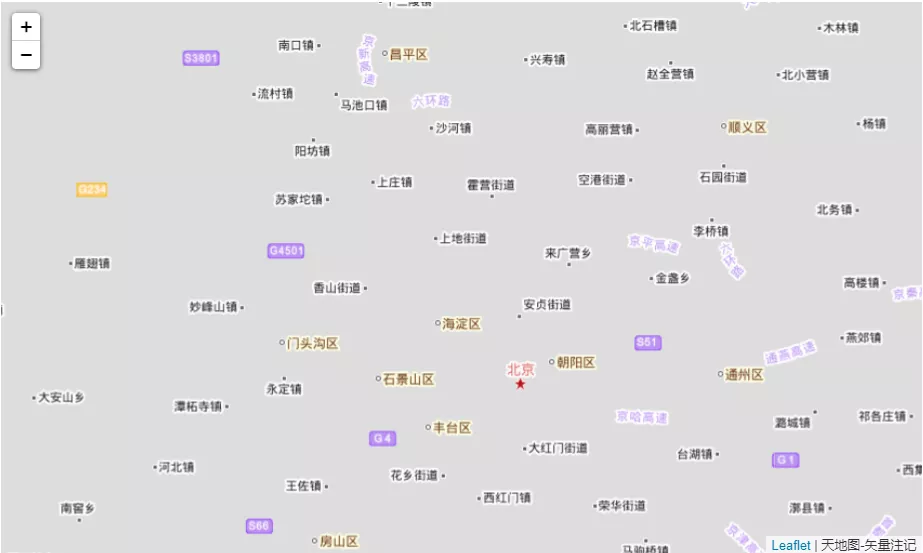 十三陵镇
+
−
南口镇
京新高速
昌平区
北石槽镇
木林镇
S3801
兴寿镇
赵全营镇
北小营镇
流村镇
马池口镇
六环路
沙河镇
高丽营镇
顺义区
杨镇
阳坊镇
上庄镇
霍营街道
空港街道
石园街道
G234
苏家坨镇
北务镇
上地街道
京平高速
李桥镇
六环路
G4501
来广营乡
雁翅镇
金盏乡
高楼镇
香山街道
妙峰山镇
安贞街道
海淀区
门头沟区
S51
燕郊镇
通燕高速
北京
朝阳区
石景山区
通州区
永定镇
大安山乡
潭柘寺镇
京哈高速
潞城镇
祁各庄镇
丰台区
G4
大红门街道
台湖镇
G1
河北镇
花乡街道
西集
王佐镇
西红门镇
荣华街道
南窖乡
漷县镇
S66
房山区
马驹桥镇
Leaflet | 天地图-矢量注记